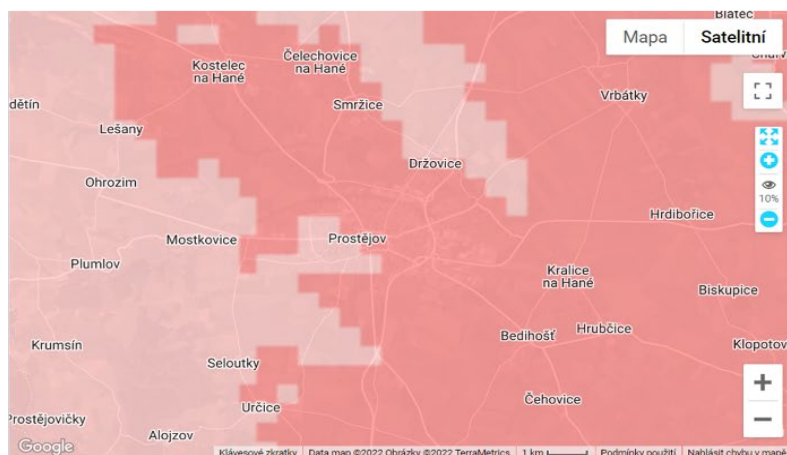 Blatec
Mapa
Satelitní
Čelechovice
na Hané
Kostelec
na Hané
Vrbátky
Smržice
dětín
Lešany
Držovice
Ohrozim
10%
Hrdibořice
Mostkovice
Prostějov
Plumlov
Kralice
na Hané
Biskupice
Bedihošť
Hrubčice
Krumsín
Klopotov
Seloutky
Čehovice
Určice
Prostějovičky
Alojzov
Google
Klávesové zkratky
Data map ©2022 Obrázky ©2022 TerraMetrics
1 km
Podmínky použití
Nahlásit chybu v mapě